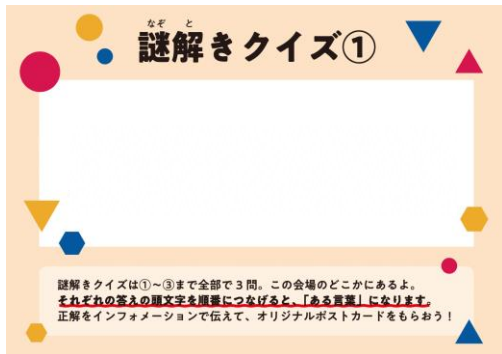 なぞ と
謎解きクイズ①
謎解きクイズは①～③まで全部で３問。この会場のどこかにあるよ。
それぞれの答えの頭文字を順番につなげると、「ある言葉」になります。
正解をインフォメーションで伝えて、オリジナルポストカードをもらおう！